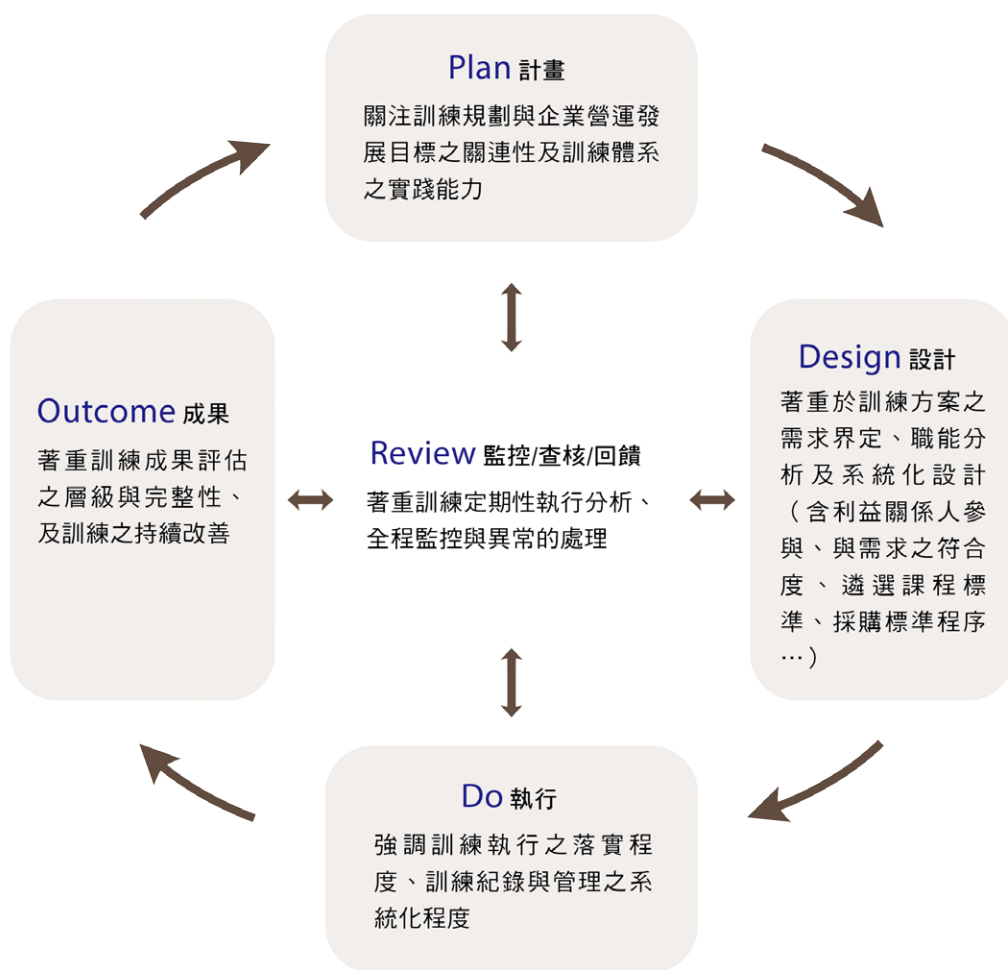 Plan 計畫
關注訓練規劃與企業營運發
展目標之關連性及訓練體系
之實踐能力
Design 設計
著重於訓練方案之
需求界定、職能分
析及系統化設計
（含利益關係人參
與、與需求之符合
度、遴選課程標
準、採購標準程序
…）
Outcome 成果
著重訓練成果評估
之層級與完整性、
及訓練之持續改善
Review 監控/查核/回饋
著重訓練定期性執行分析、
全程監控與異常的處理
Do 執行
強調訓練執行之落實程
度、訓練紀錄與管理之系
統化程度